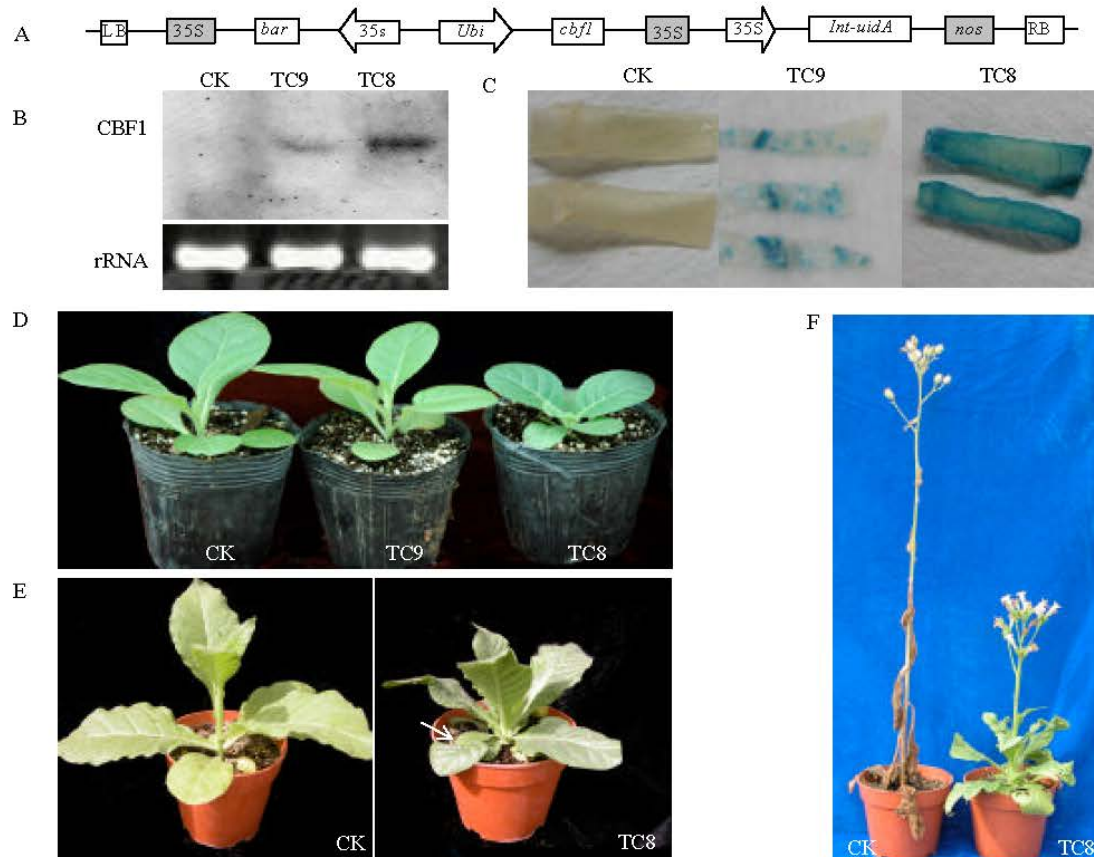 A
LB 35S bar 35s Ubi cbf1 35S 35S Int-uidA nos RB
CK TC9 TC8
B
CBF1
rRNA
C
CK TC9 TC8
D
CK TC9 TC8
E
CK TC8
F
CK TC8